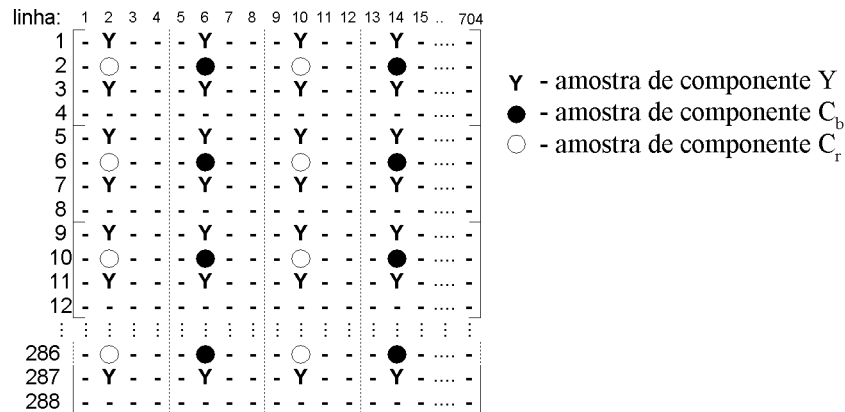 linha: 1 2 3 4 5 6 7 8 9 10 11 12 13 14 15 .. 704
1 - Y - - - Y - - - Y - - - Y - .... -
2 - ○ - - - ● - - - ○ - - - ● - .... -
3 - Y - - - Y - - - Y - - - Y - .... -
4 - - - - - - - - - - - - - - - .... -
5 - Y - - - Y - - - Y - - - Y - .... -
6 - ○ - - - ● - - - ○ - - - ● - .... -
7 - Y - - - Y - - - Y - - - Y - .... -
8 - - - - - - - - - - - - - - - .... -
9 - Y - - - Y - - - Y - - - Y - .... -
10 - ○ - - - ● - - - ○ - - - ● - .... -
11 - Y - - - Y - - - Y - - - Y - .... -
12 - - - - - - - - - - - - - - - .... -
⋮ ⋮ ⋮ ⋮ ⋮ ⋮ ⋮ ⋮ ⋮ ⋮ ⋮ ⋮ ⋮ ⋮ ⋮ ⋮ ⋮ ⋮
286 - ○ - - - ● - - - ○ - - - ● - .... -
287 - Y - - - Y - - - Y - - - Y - .... -
288 - - - - - - - - - - - - - - - .... -
Y - amostra de componente Y
● - amostra de componente C_b
○ - amostra de componente C_r